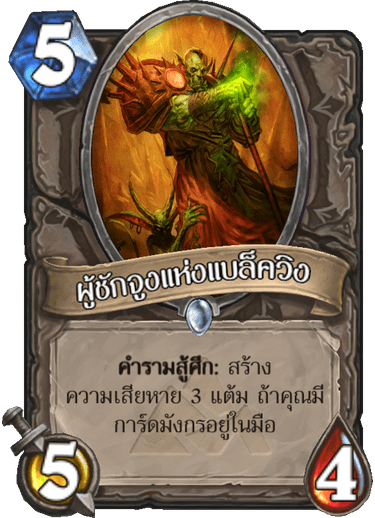 5
ผู้ชักจูงแห่งแบล็ควิง
คำรามสู้ศึก: สร้าง
ความเสียหาย 3 แต้ม ถ้าคุณมี
การ์ดมังกรอยู่ในมือ
5
4